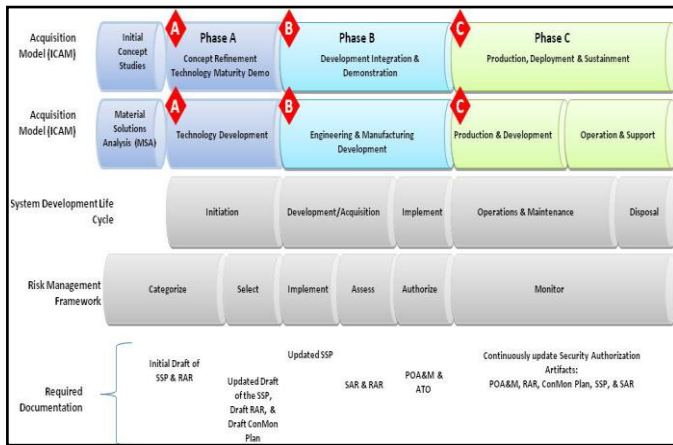 Acquisition
Model (ICAM)
Initial
Concept
Studies
A
Phase A
Concept Refinement
Technology Maturity Demo
B
Phase B
Development Integration &
Demonstration
C
Phase C
Production, Deployment & Sustainment
Acquisition
Model (ICAM)
Material
Solutions
Analysis (MSA)
A
Technology Development
B
Engineering & Manufacturing
Development
C
Production & Development
Operation & Support
System Development Life
Cycle
Initiation
Development/Acquisition
Implement
Operations & Maintenance
Disposal
Risk Management
Framework
Categorize
Select
Implement
Assess
Authorize
Monitor
Required
Documentation
Initial Draft of
SSP & RAR
Updated Draft
of the SSP,
Draft RAR, &
Draft ConMon
Plan
Updated SSP
SAR & RAR
POA&M &
ATO
Continuously update Security Authorization
Artifacts:
POA&M, RAR, ConMon Plan, SSP, & SAR